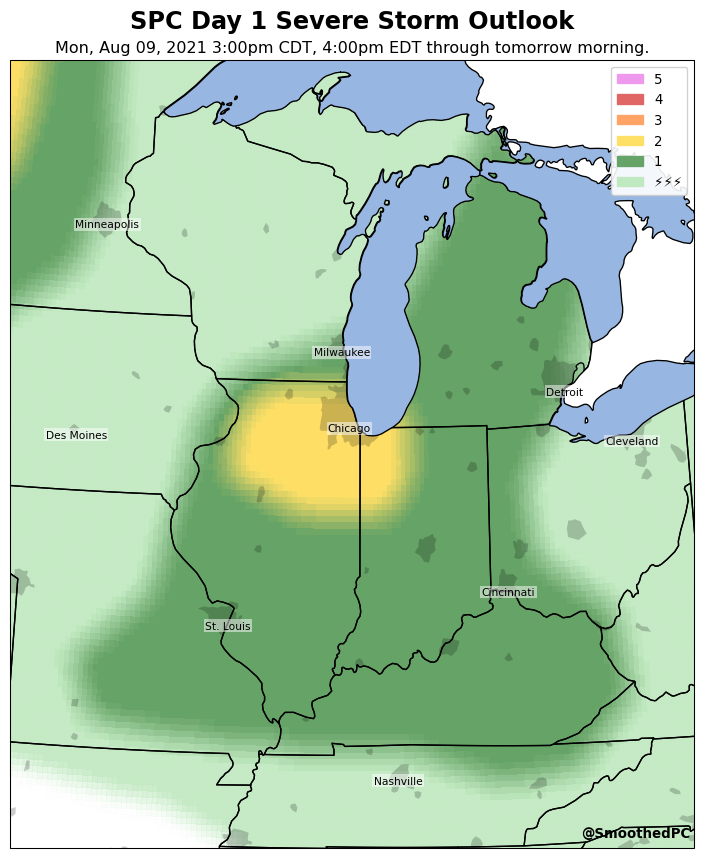 SPC Day 1 Severe Storm Outlook
Mon, Aug 09, 2021 3:00pm CDT, 4:00pm EDT through tomorrow morning.
5
4
3
2
1
⚡⚡⚡
Minneapolis
Milwaukee
Detroit
Chicago
Des Moines
Cleveland
Cincinnati
St. Louis
Nashville
@SmoothedPC